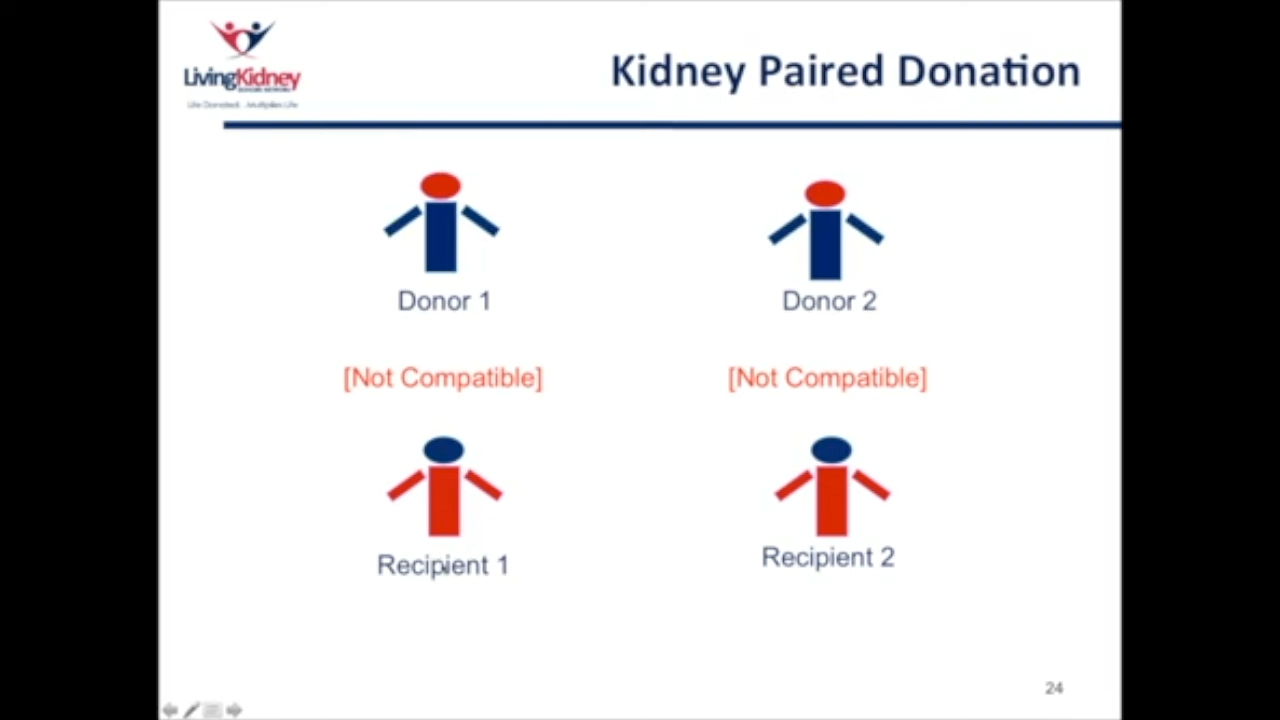 LivingKidney
Kidney Paired Donation
Donor 1
Donor 2
[Not Compatible]
[Not Compatible]
Recipient 1
Recipient 2
24